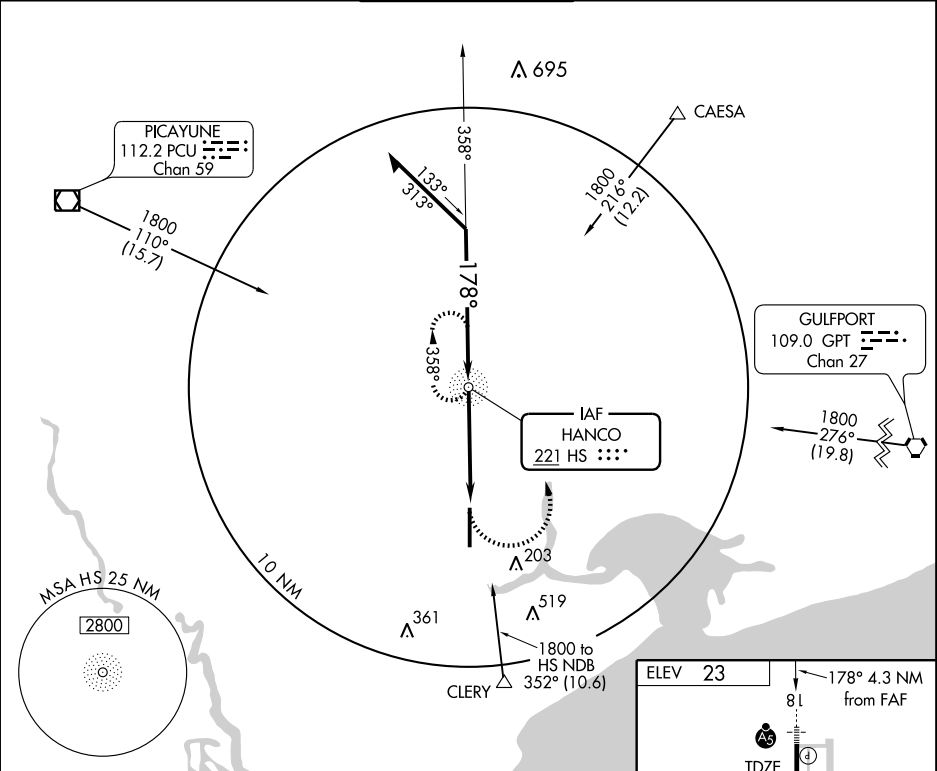 695
358°
CAESA
PICAYUNE
112.2 PCU
Chan 59
133°
313°
1800
216°
(12.2)
1800
110°
(15.7)
178°
GULFPORT
109.0 GPT
Chan 27
358°
IAF
HANCO
221 HS
1800
276°
(19.8)
203
10 NM
MSA HS 25 NM
2800
361
519
1800 to
HS NDB
352° (10.6)
CLERY
ELEV 23
178° 4.3 NM
from FAF
18
A5
P
TDZE